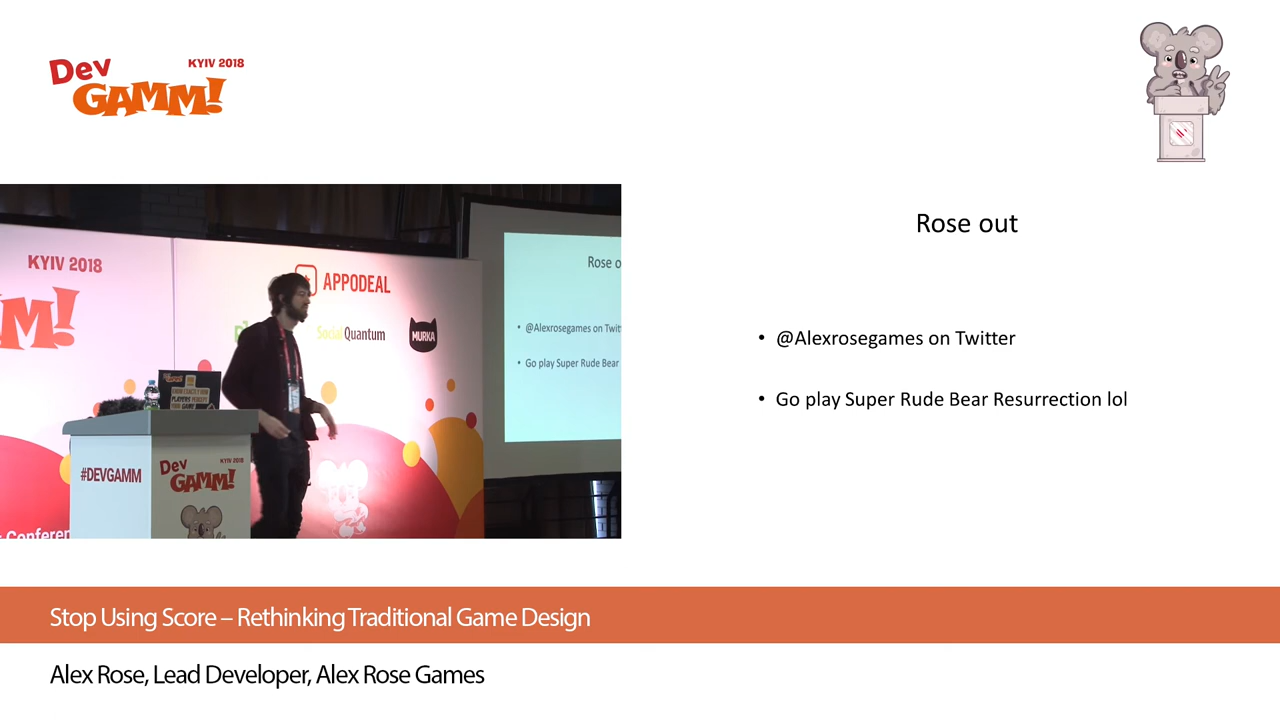 Dev
KYIV 2018
GAMM!
KYIV 2018
M!
APPODEAL
Social Quantum
MURKA
Rose o
@Alexrosegames on Twit
Go play Super Rude Bear
#DEVGAMM
Dev
KYIV 2018
GAMM!
Conferen
Rose out
• @Alexrosegames on Twitter
• Go play Super Rude Bear Resurrection lol
Stop Using Score – Rethinking Traditional Game Design
Alex Rose, Lead Developer, Alex Rose Games